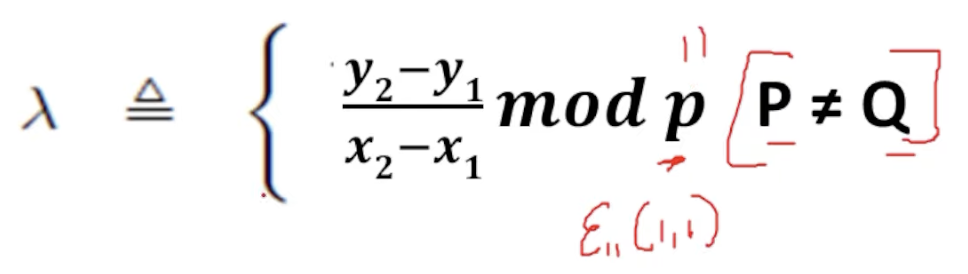 11
λ ≜ { y₂−y₁ / x₂−x₁ mod p [P ≠ Q]
E₁₁(1,1)